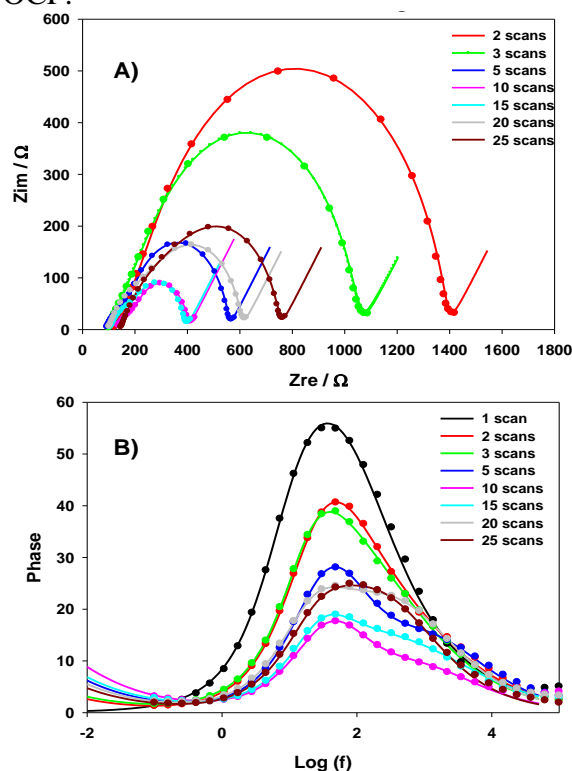 OCP.
A)
2 scans
3 scans
5 scans
10 scans
15 scans
20 scans
25 scans
Zim / Ω
600
500
400
300
200
100
0
0 200 400 600 800 1000 1200 1400 1600 1800
Zre / Ω
B)
1 scan
2 scans
3 scans
5 scans
10 scans
15 scans
20 scans
25 scans
Phase
60
50
40
30
20
10
0
-2 0 2 4
Log (f)